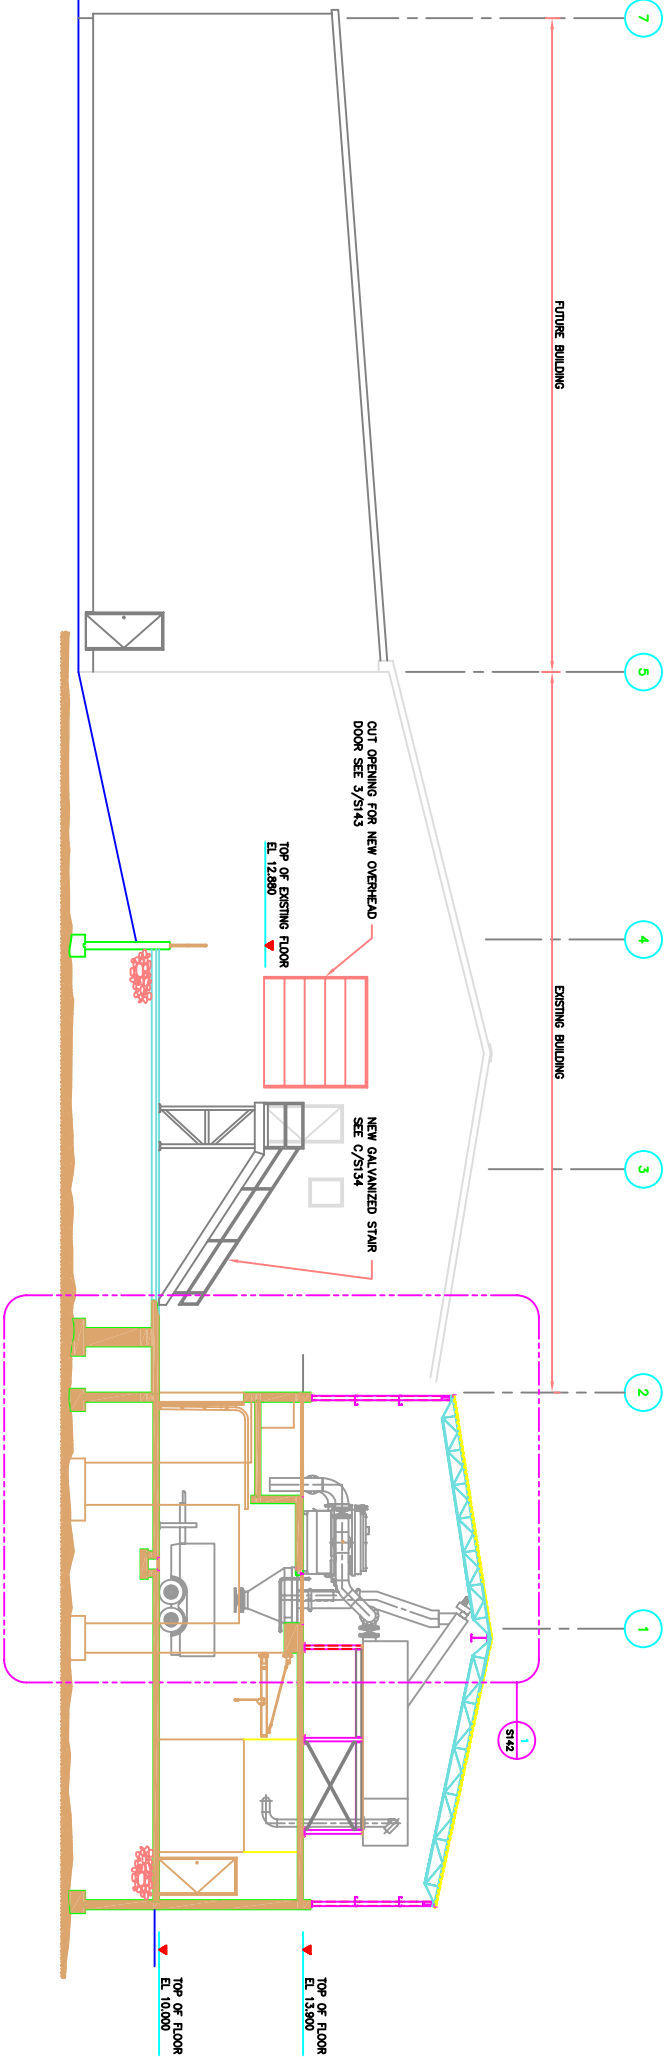 7
5
4
3
2
1
FUTURE BUILDING
EXISTING BUILDING
CUT OPENING FOR NEW OVERHEAD
DOOR SEE 3/S143
TOP OF EXISTING FLOOR
EL 12.880
NEW GALVANIZED STAIR
SEE C/S134
1
S142
TOP OF FLOOR
EL 13.900
TOP OF FLOOR
EL 10.000